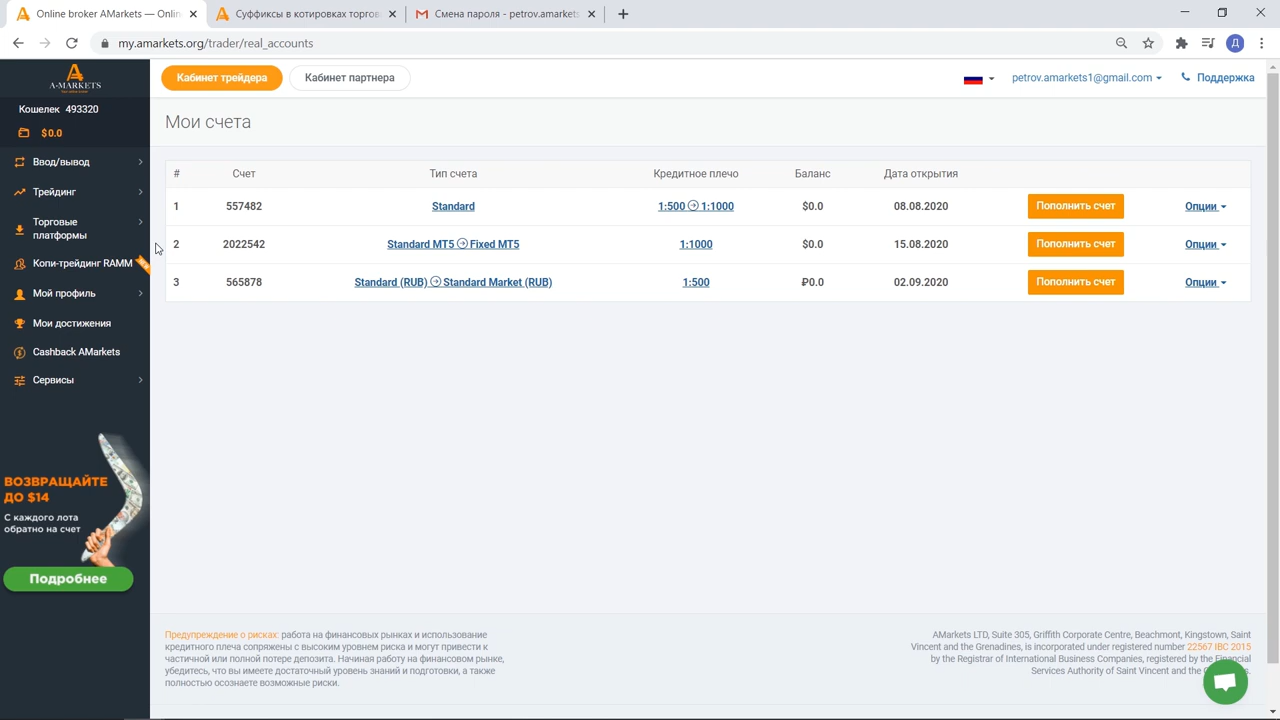 Online broker AMarkets — Onlin
Суффиксы в котировках торгов
Смена пароля - petrov.amarkets
my.amarkets.org/trader/real_accounts
Д
A-MARKETS
Кабинет трейдера
Кабинет партнера
petrov.amarkets1@gmail.com
Поддержка
Кошелек 493320
$0.0
Ввод/вывод
Трейдинг
Торговые
платформы
Копи-трейдинг RAMM
Мой профиль
Мои достижения
Cashback AMarkets
Сервисы
ВОЗВРАЩАЙТЕ
ДО $14
С каждого лота
обратно на счет
Подробнее
Мои счета
# Счет Тип счета Кредитное плечо Баланс Дата открытия
1 557482 Standard 1:500 1:1000 $0.0 08.08.2020 Пополнить счет Опции
2 2022542 Standard MT5 Fixed MT5 1:1000 $0.0 15.08.2020 Пополнить счет Опции
3 565878 Standard (RUB) Standard Market (RUB) 1:500 ₽0.0 02.09.2020 Пополнить счет Опции
Предупреждение о рисках: работа на финансовых рынках и использование
кредитного плеча сопряжены с высоким уровнем риска и могут привести к
частичной или полной потере депозита. Начиная работу на финансовом рынке,
убедитесь, что вы имеете достаточный уровень знаний и подготовки, а также
полностью осознаете возможные риски.
AMarkets LTD, Suite 305, Griffith Corporate Centre, Beachmont, Kingstown, Saint
Vincent and the Grenadines, is incorporated under registered number 22567 IBC 2015
by the Registrar of International Business Companies, registered by the Financial
Services Authority of Saint Vincent and the